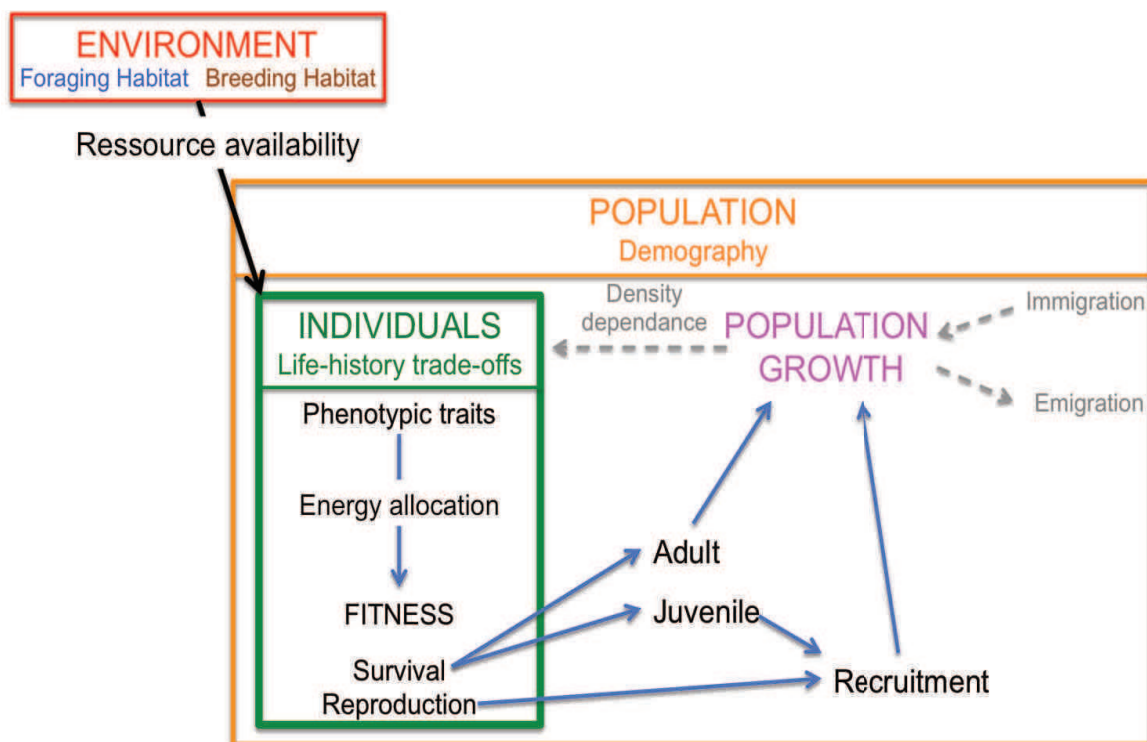 ENVIRONMENT
Foraging Habitat Breeding Habitat
Ressource availability
POPULATION
Demography
INDIVIDUALS
Life-history trade-offs
Phenotypic traits
Energy allocation
FITNESS
Survival
Reproduction
Density
dependance
POPULATION
GROWTH
Immigration
Emigration
Adult
Juvenile
Recruitment